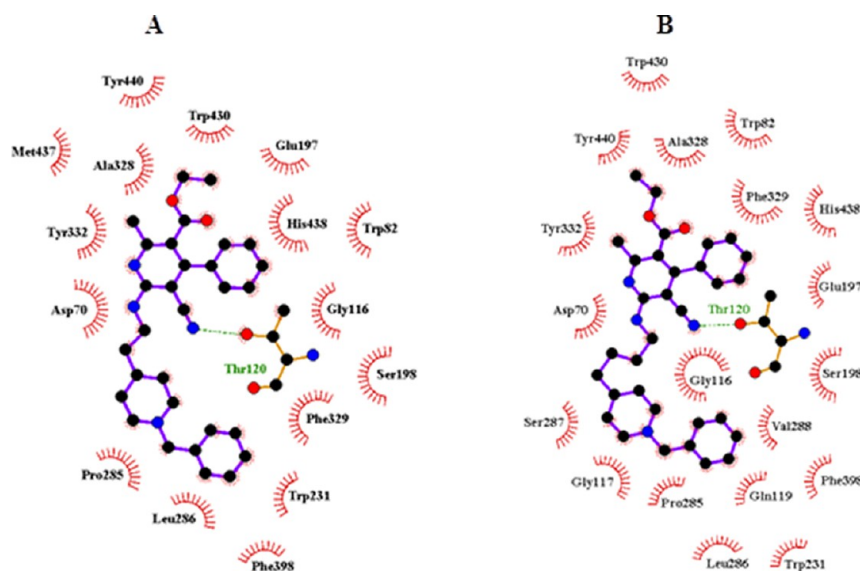 A
Tyr440
Trp430
Glu197
Met437
Ala328
His438
Trp82
Tyr332
Asp70
Gly116
Thr120
Ser198
Phe329
Pro285
Leu286
Trp231
Phe398
B
Trp430
Trp82
Tyr440
Ala328
Phe329
His438
Tyr332
Glu197
Asp70
Thr120
Gly116
Ser198
Ser287
Val288
Gly117
Pro285
Gln119
Phe398
Leu286
Trp231